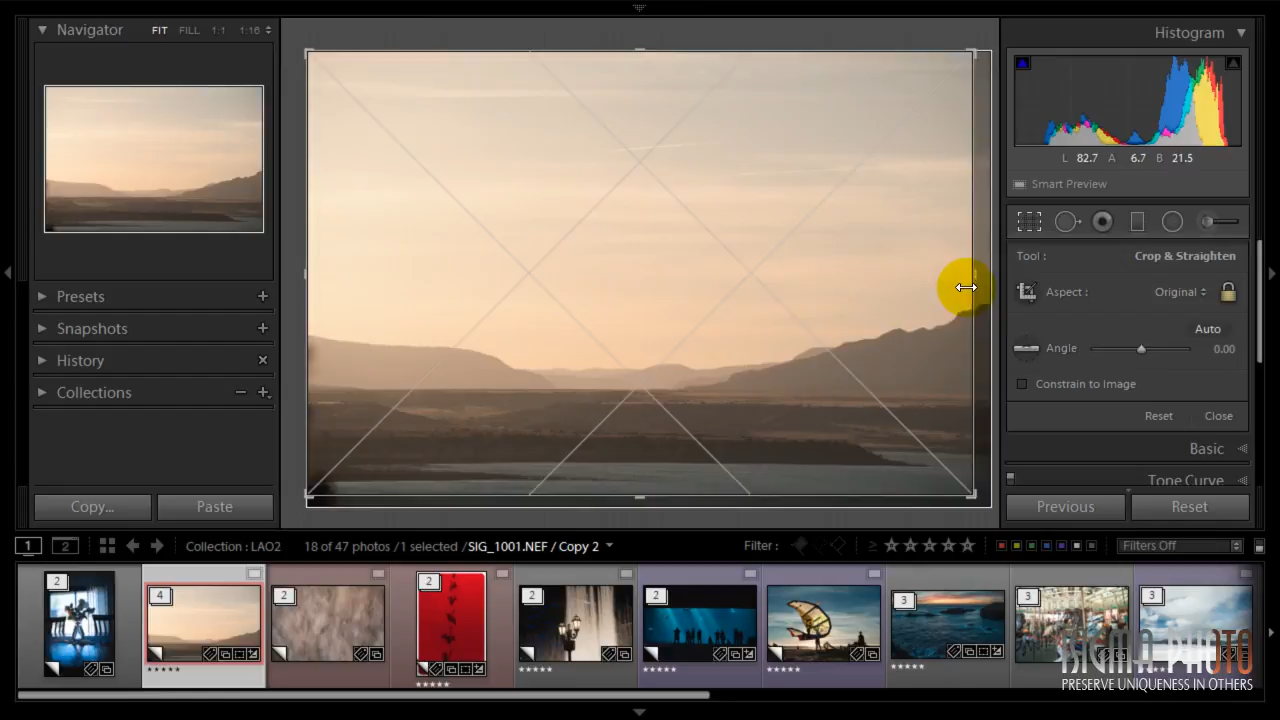 Navigator FIT FILL 1:1 1:16
Histogram
L 82.7 A 6.7 B 21.5
Smart Preview
Tool : Crop & Straighten
Aspect : Original
Auto
Angle 0.00
Constrain to Image
Reset Close
Basic
Tone Curve
Previous Reset
Presets
Snapshots
History
Collections
Copy... Paste
1 2 Collection : LAO2 18 of 47 photos /1 selected /SIG_1001.NEF / Copy 2 Filter : Filters Off
2 4 2 2 2 2 3 3 3
SIGMA PHOTO
PRESERVE UNIQUENESS IN OTHERS